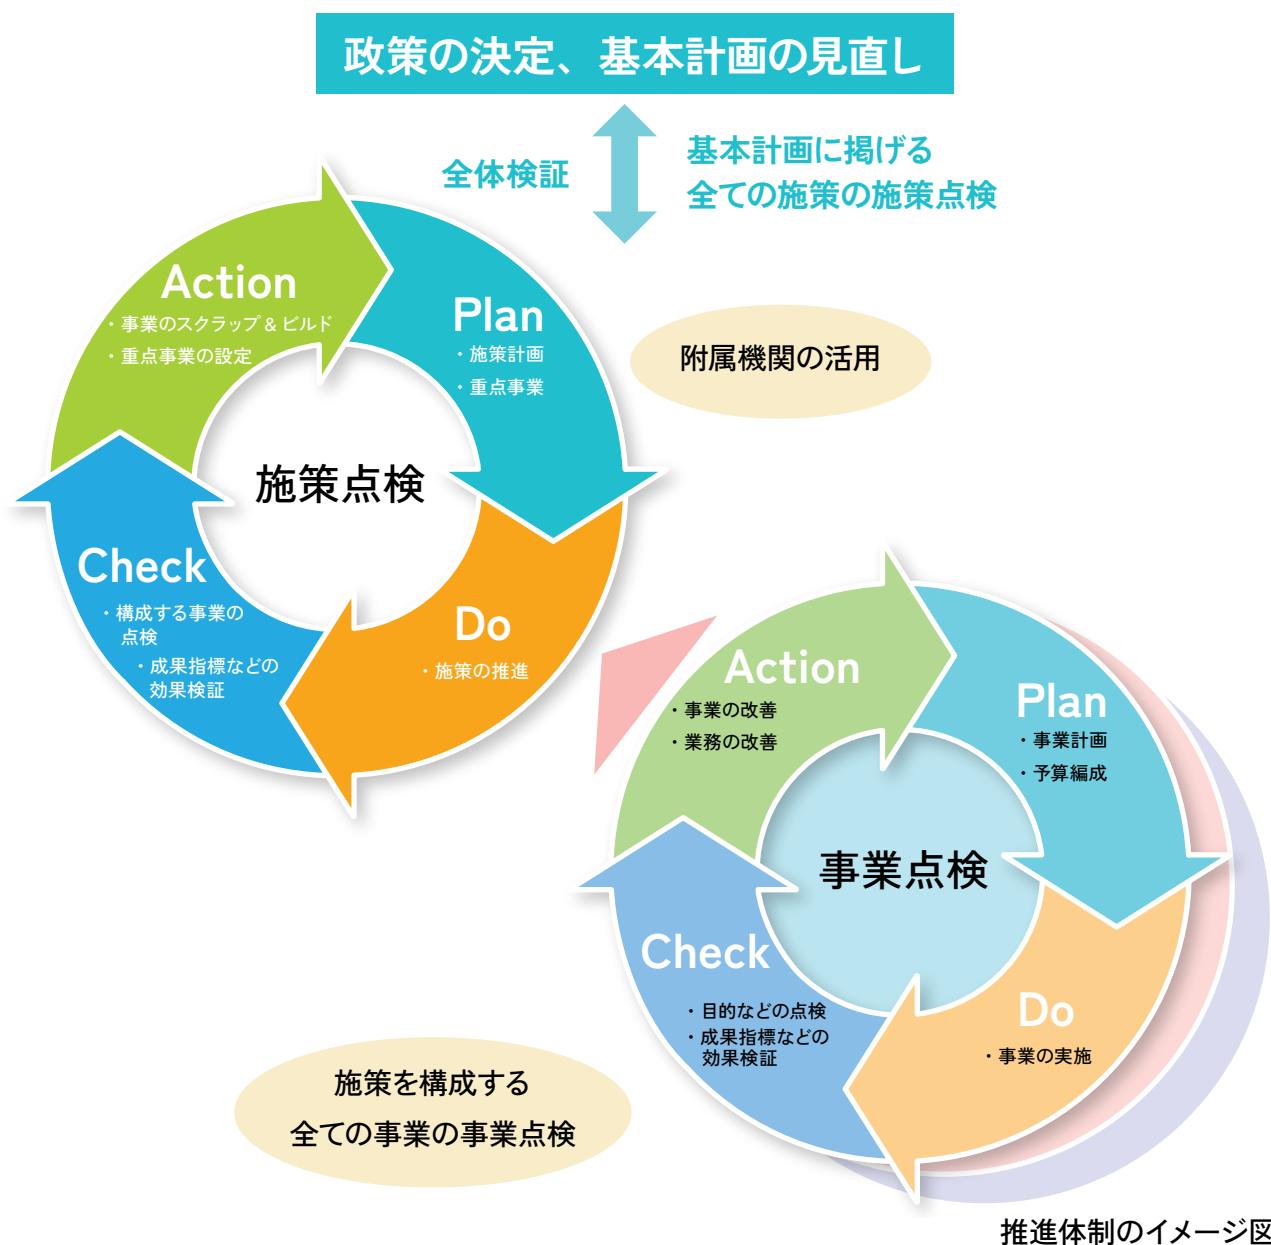 政策の決定、基本計画の見直し
全体検証
基本計画に掲げる
全ての施策の施策点検
Action
・事業のスクラップ & ビルド
・重点事業の設定
Plan
・施策計画
・重点事業
附属機関の活用
施策点検
Check
・構成する事業の
点検
・成果指標などの
効果検証
Do
・施策の推進
Action
・事業の改善
・業務の改善
Plan
・事業計画
・予算編成
事業点検
Check
・目的などの点検
・成果指標などの
効果検証
Do
・事業の実施
施策を構成する
全ての事業の事業点検
推進体制のイメージ図